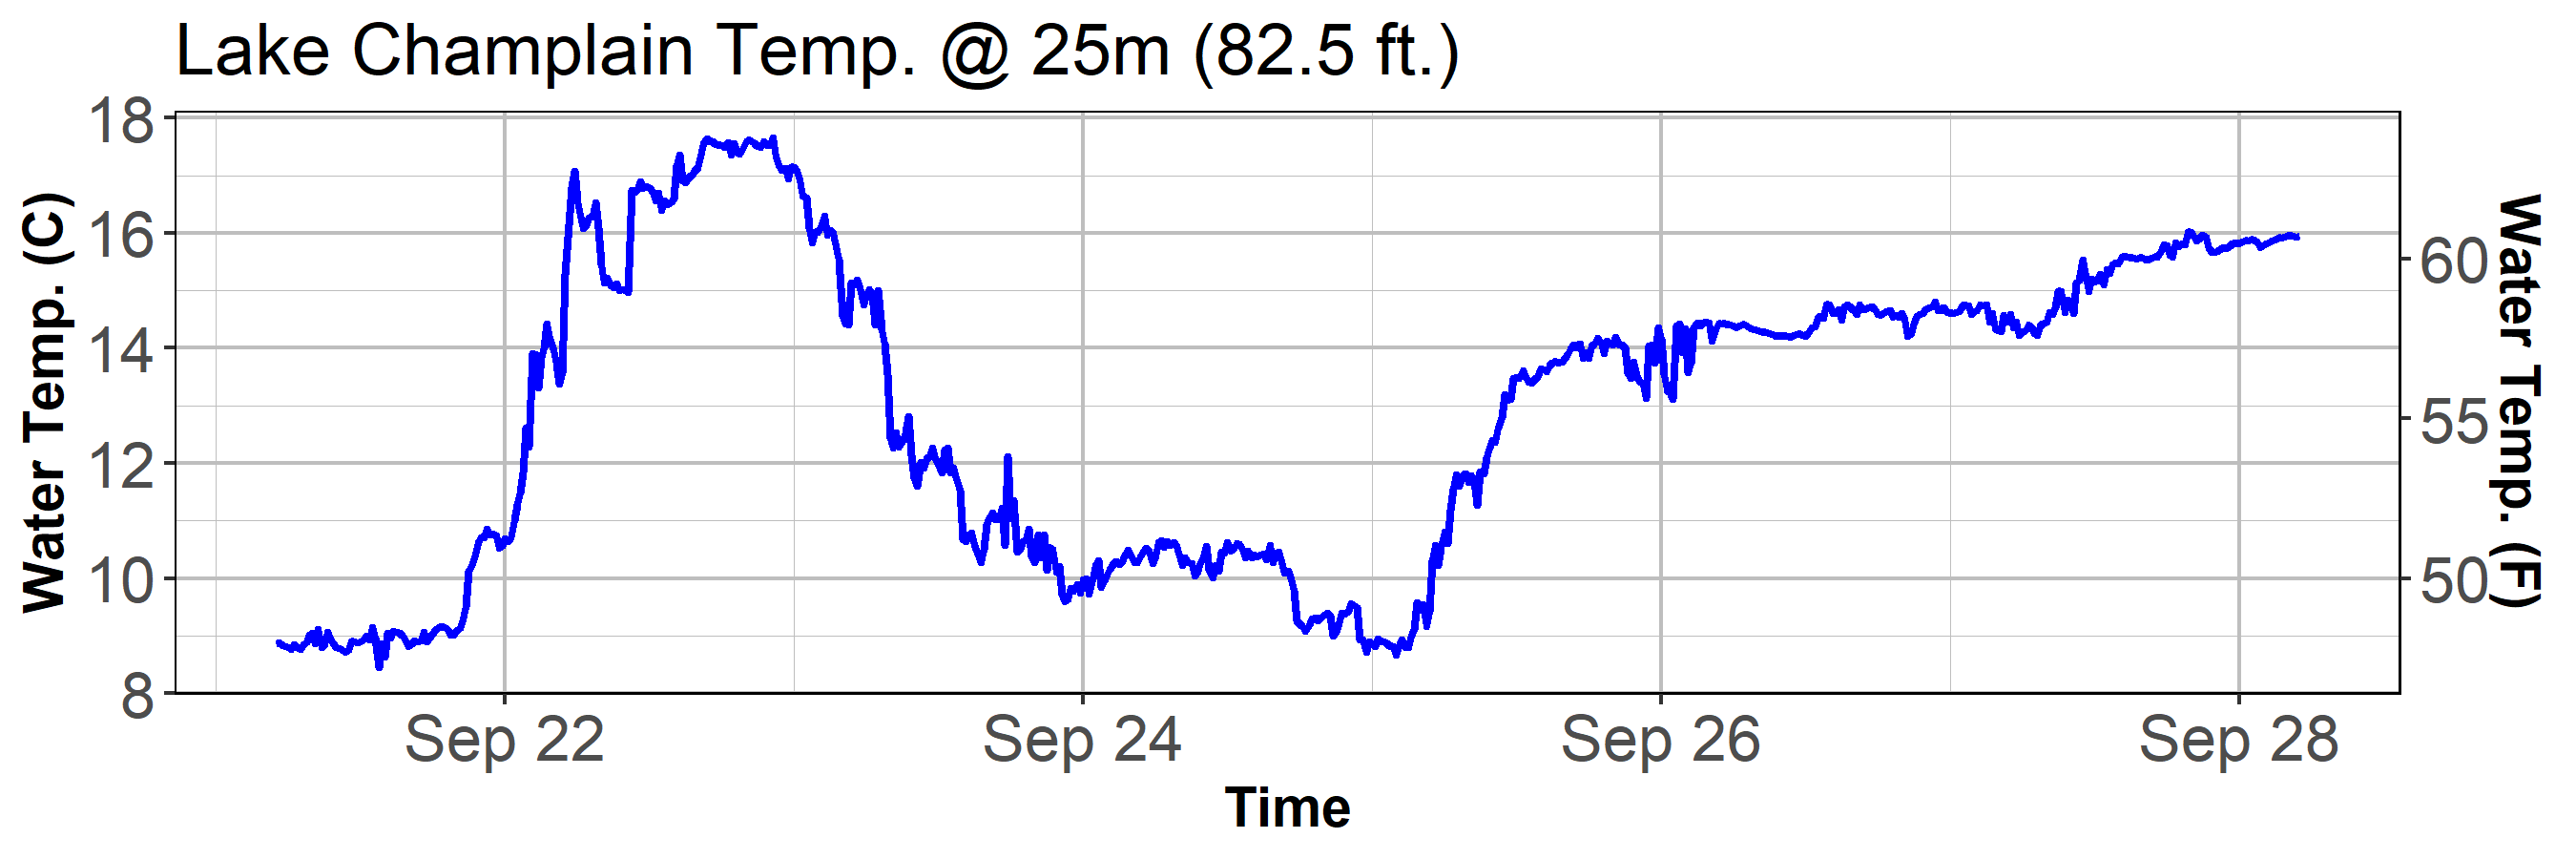 Lake Champlain Temp. @ 25m (82.5 ft.)
18
16
14
12
10
8
Water Temp. (C)
60
55
50
Water Temp. (F)
Sep 22 Sep 24 Sep 26 Sep 28
Time